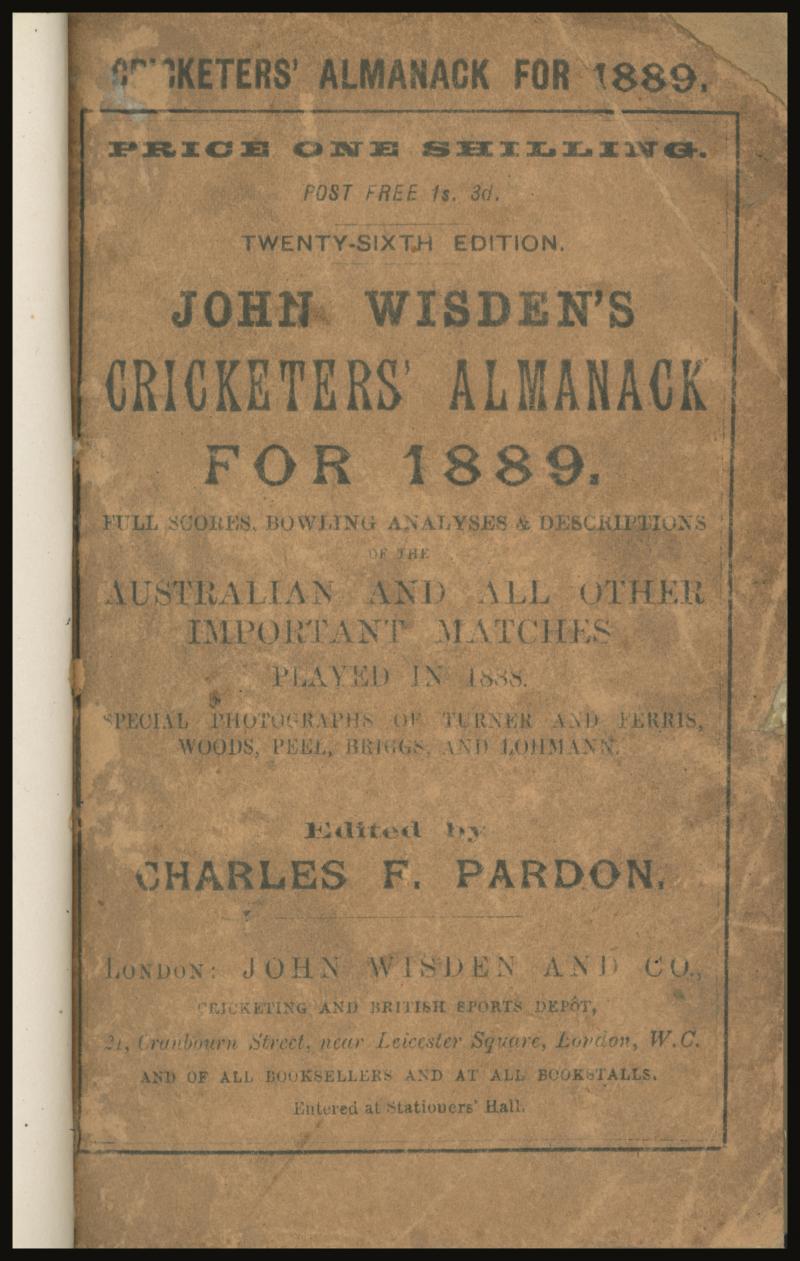 CRICKETERS' ALMANACK FOR 1889.
PRICE ONE SHILLING.
POST FREE 1s. 3d.
TWENTY-SIXTH EDITION.
JOHN WISDEN'S
CRICKETERS' ALMANACK
FOR 1889.
FULL SCORES, BOWLING ANALYSES & DESCRIPTIONS
OF THE
AUSTRALIAN AND ALL OTHER
IMPORTANT MATCHES
PLAYED IN 1888.
SPECIAL PHOTOGRAPHS OF TURNER AND FERRIS,
WOODS, PEEL, BRIGGS, AND LOHMANN.
Edited by
CHARLES F. PARDON.
LONDON: JOHN WISDEN AND CO.,
CRICKETING AND BRITISH SPORTS DEPÔT,
21, Cranbourn Street, near Leicester Square, London, W.C.
AND OF ALL BOOKSELLERS AND AT ALL BOOKSTALLS.
Entered at Stationers' Hall.